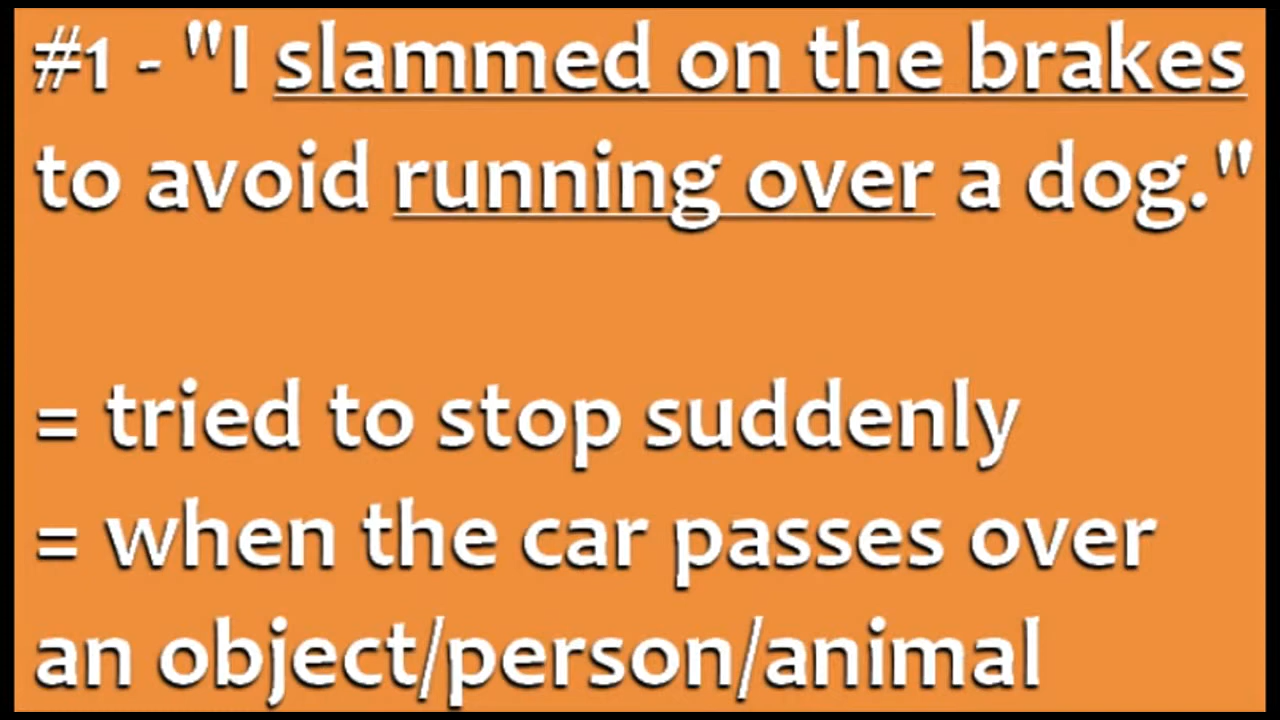 #1 - "I slammed on the brakes
to avoid running over a dog."
= tried to stop suddenly
= when the car passes over
an object/person/animal